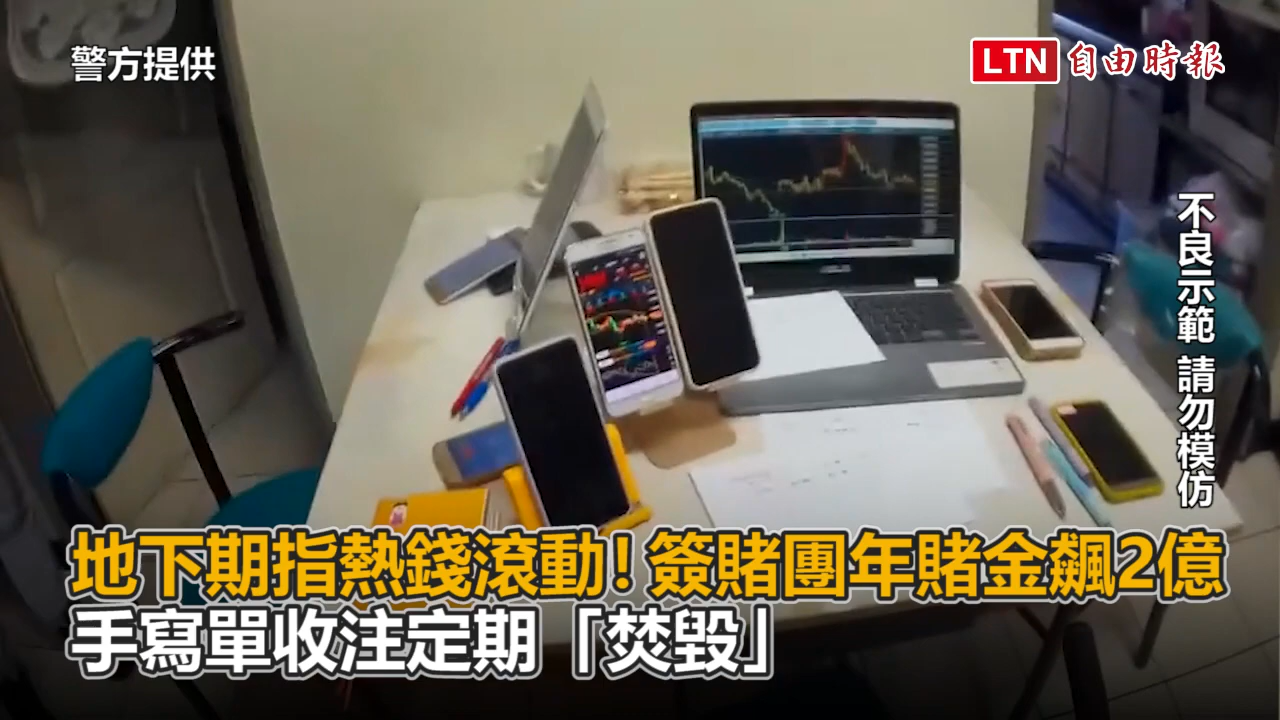 警方提供
LTN 自由時報
不良示範 請勿模仿
地下期指熱錢滾動!簽賭團年賭金飆2億
手寫單收注定期「焚毀」
ASUS